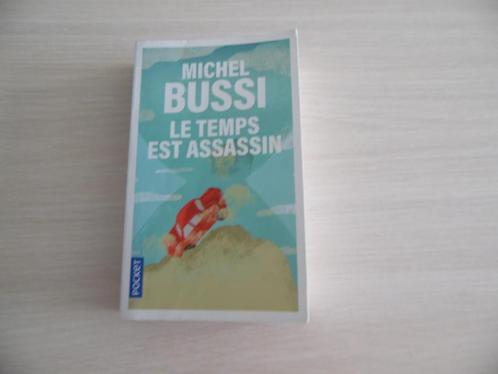 MICHEL
BUSSI
LE TEMPS
EST ASSASSIN
POCKET